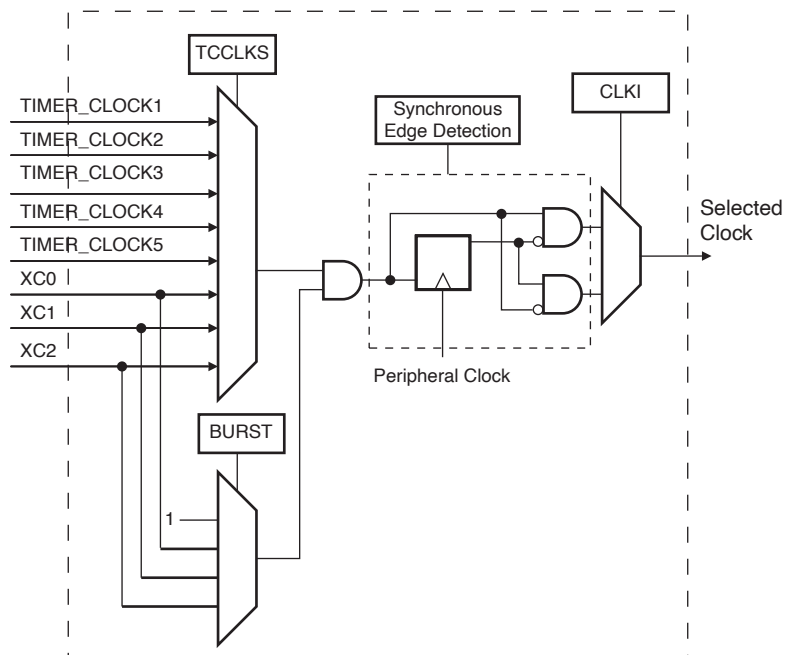 TCCLKS
TIMER_CLOCK1
TIMER_CLOCK2
TIMER_CLOCK3
TIMER_CLOCK4
TIMER_CLOCK5
XC0
XC1
XC2
CLKI
Synchronous
Edge Detection
Selected
Clock
Peripheral Clock
BURST
1